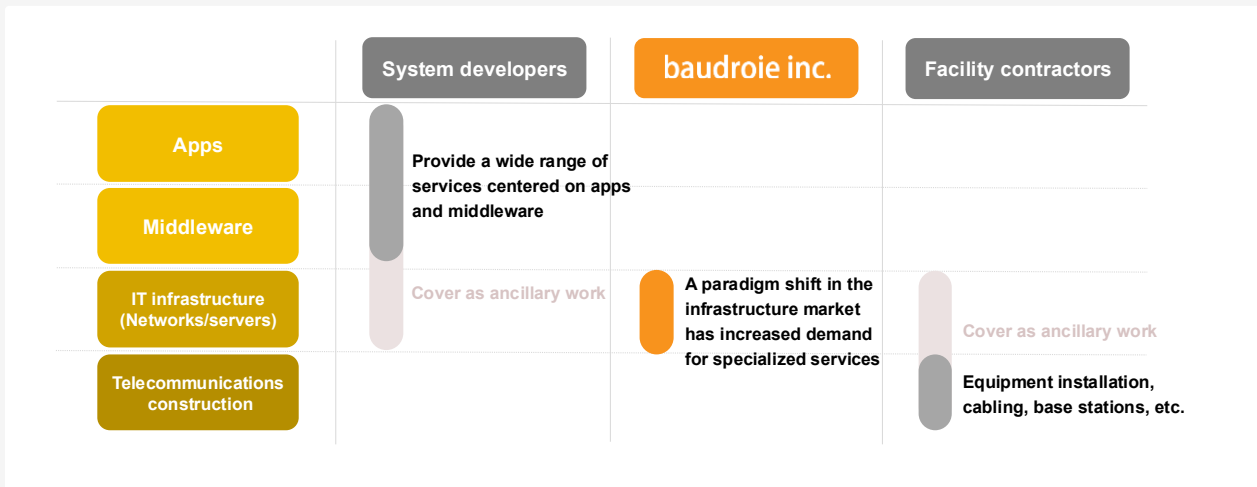 System developers
baudroie inc.
Facility contractors
Apps
Provide a wide range of
services centered on apps
and middleware
Middleware
IT infrastructure
(Networks/servers)
Cover as ancillary work
A paradigm shift in the
infrastructure market
has increased demand
for specialized services
Cover as ancillary work
Telecommunications
construction
Equipment installation,
cabling, base stations, etc.